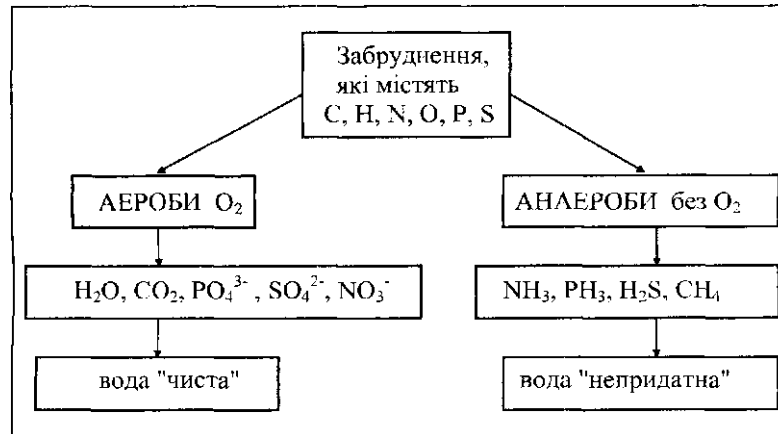 Забруднення,
які містять
C, H, N, O, P, S
АЕРОБИ O₂
АНАЕРОБИ без O₂
H₂O, CO₂, PO₄³⁻, SO₄²⁻, NO₃⁻
NH₃, PH₃, H₂S, CH₄
вода "чиста"
вода "непридатна"